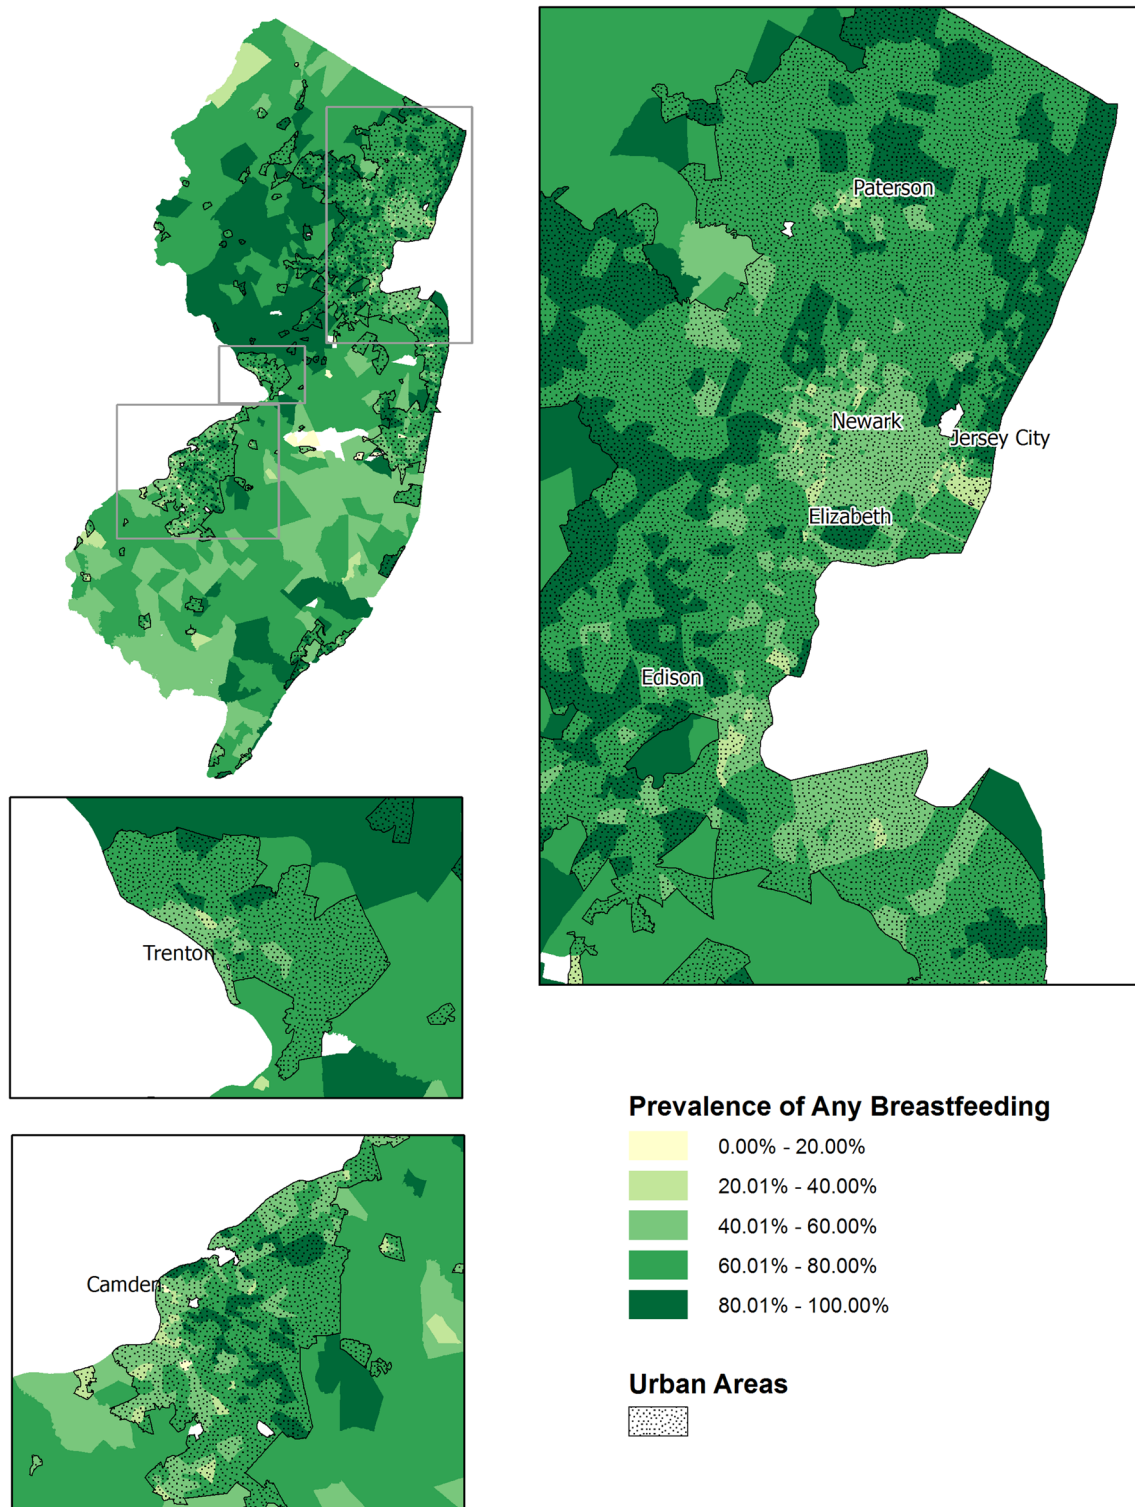 Paterson
Newark
Jersey City
Elizabeth
Edison
Trenton
Camden
Prevalence of Any Breastfeeding
0.00% - 20.00%
20.01% - 40.00%
40.01% - 60.00%
60.01% - 80.00%
80.01% - 100.00%
Urban Areas